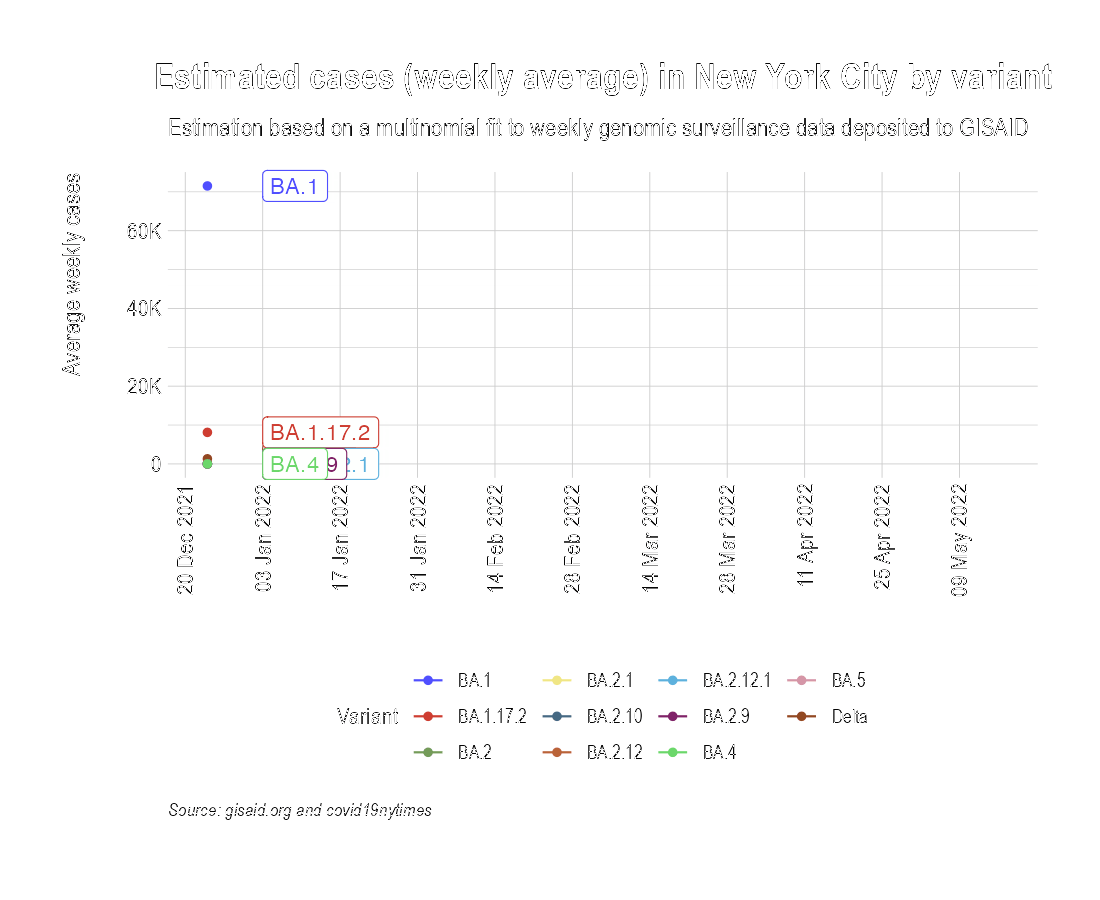 Estimated cases (weekly average) in New York City by variant
Estimation based on a multinomial fit to weekly genomic surveillance data deposited to GISAID
Average weekly cases
60K
40K
20K
0
BA.1
BA.1.17.2
BA.4
9
2.1
20 Dec 2021
03 Jan 2022
17 Jan 2022
31 Jan 2022
14 Feb 2022
28 Feb 2022
14 Mar 2022
28 Mar 2022
11 Apr 2022
25 Apr 2022
09 May 2022
Variant
BA.1
BA.1.17.2
BA.2
BA.2.1
BA.2.10
BA.2.12
BA.2.12.1
BA.2.9
BA.4
BA.5
Delta
Source: gisaid.org and covid19nytimes